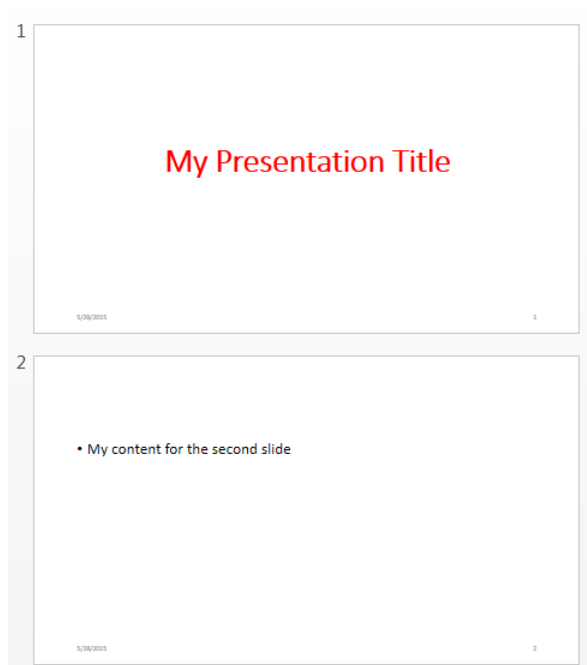 1
My Presentation Title
5/28/2015 1
2
• My content for the second slide
5/28/2015 2